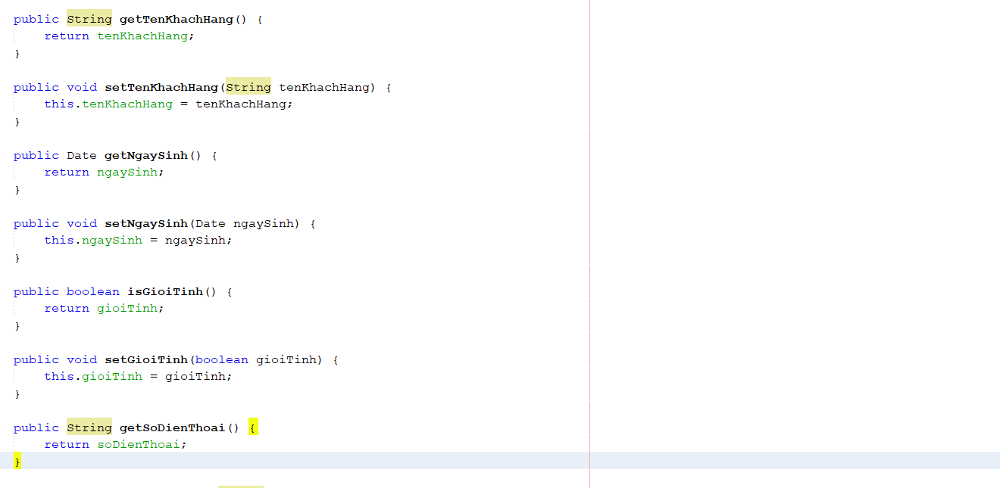 public String getTenKhachHang() {
    return tenKhachHang;
}
public void setTenKhachHang(String tenKhachHang) {
    this.tenKhachHang = tenKhachHang;
}
public Date getNgaySinh() {
    return ngaySinh;
}
public void setNgaySinh(Date ngaySinh) {
    this.ngaySinh = ngaySinh;
}
public boolean isGioiTinh() {
    return gioiTinh;
}
public void setGioiTinh(boolean gioiTinh) {
    this.gioiTinh = gioiTinh;
}
public String getSoDienThoai() {
    return soDienThoai;
}